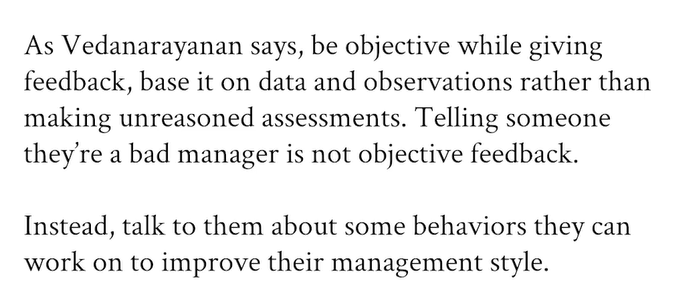 As Vedanarayanan says, be objective while giving
feedback, base it on data and observations rather than
making unreasoned assessments. Telling someone
they’re a bad manager is not objective feedback.
Instead, talk to them about some behaviors they can
work on to improve their management style.